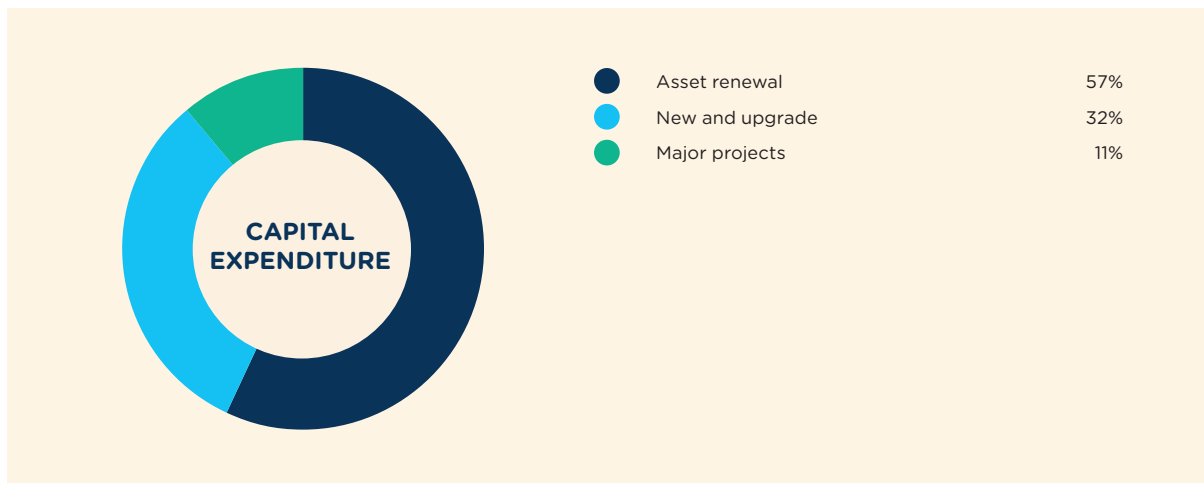 CAPITAL
EXPENDITURE
Asset renewal 57%
New and upgrade 32%
Major projects 11%